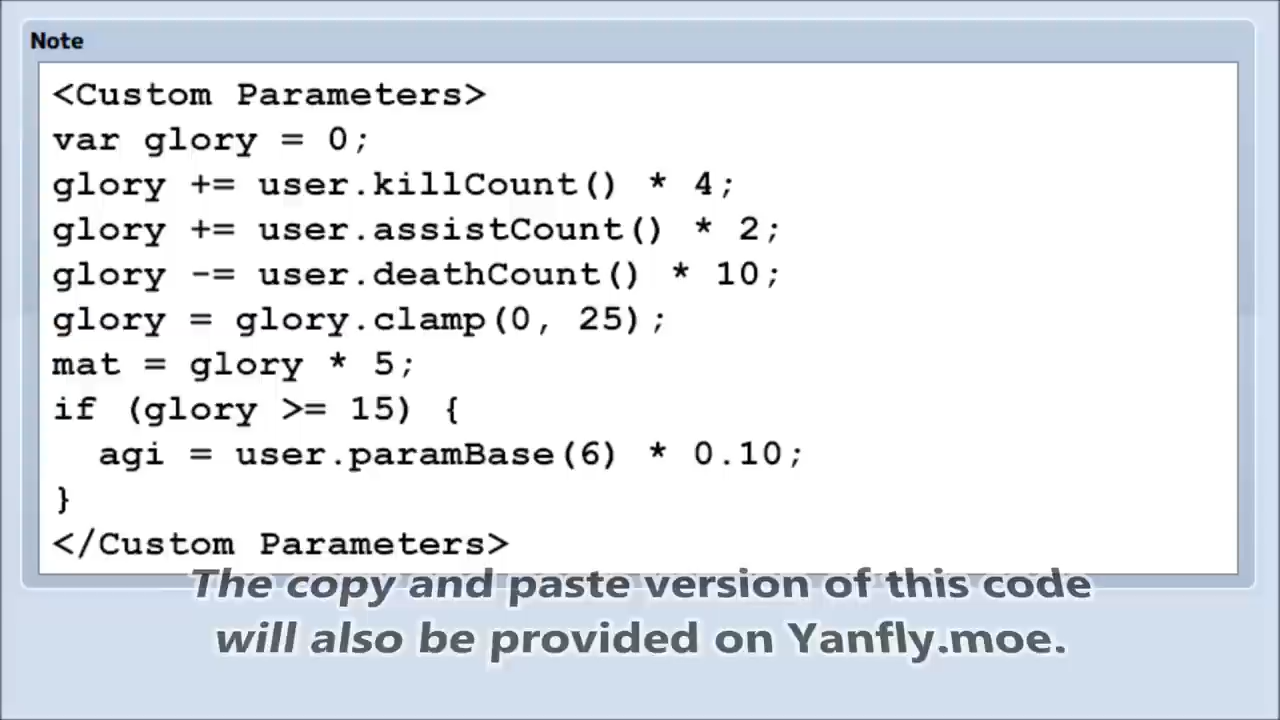 Note
<Custom Parameters>
var glory = 0;
glory += user.killCount() * 4;
glory += user.assistCount() * 2;
glory -= user.deathCount() * 10;
glory = glory.clamp(0, 25);
mat = glory * 5;
if (glory >= 15) {
  agi = user.paramBase(6) * 0.10;
}
</Custom Parameters>
The copy and paste version of this code
will also be provided on Yanfly.moe.